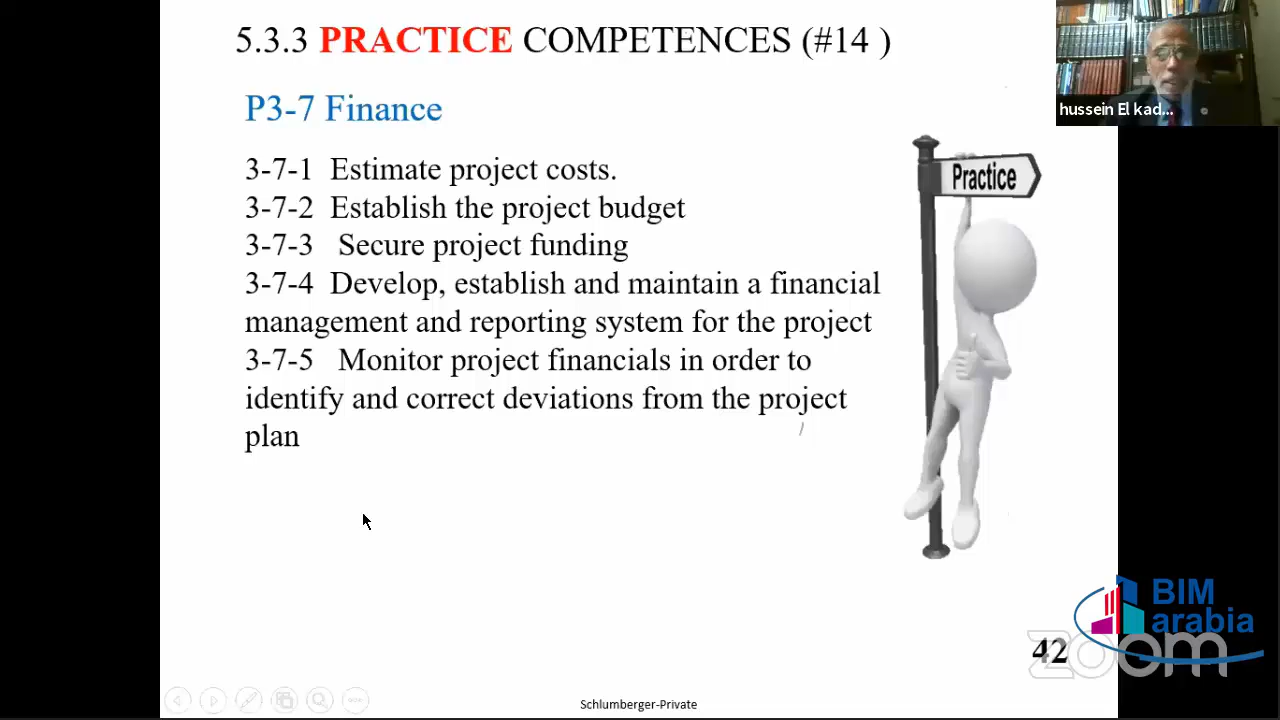 5.3.3 PRACTICE COMPETENCES (#14 )
hussein El kad...
P3-7 Finance
3-7-1 Estimate project costs.
3-7-2 Establish the project budget
3-7-3 Secure project funding
3-7-4 Develop, establish and maintain a financial
management and reporting system for the project
3-7-5 Monitor project financials in order to
identify and correct deviations from the project
plan
Practice
BIM
arabia
42
zoom
Schlumberger-Private